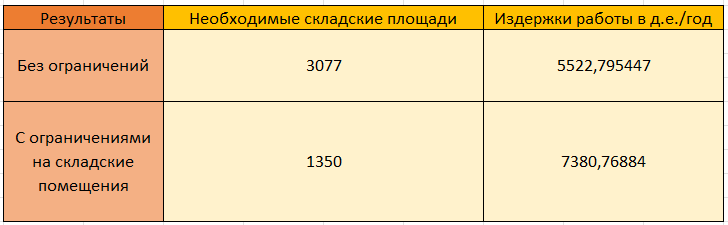 Результаты Необходимые складские площади Издержки работы в д.е./год
Без ограничений 3077 5522,795447
С ограничениями
на складские 1350 7380,76884
помещения